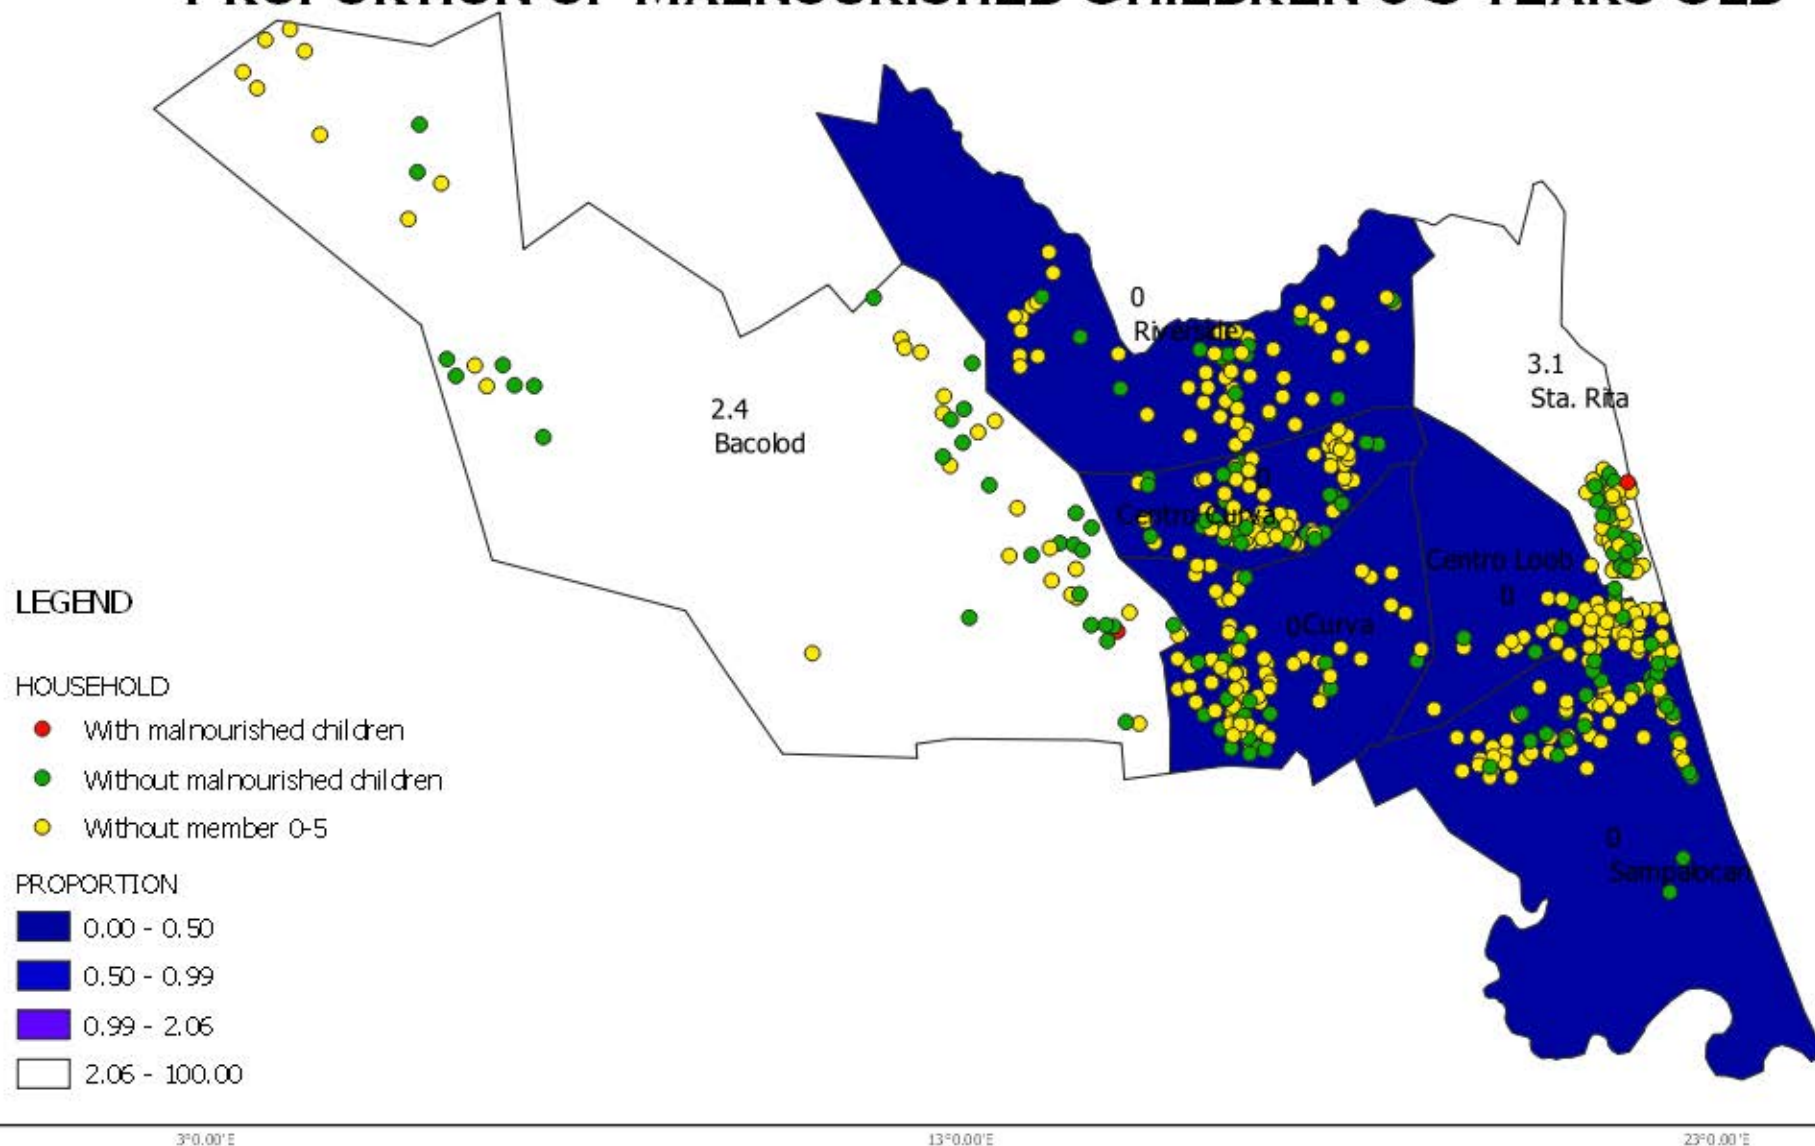 PROPORTION OF MALNOURISHED CHILDREN 0-5 YEARS OLD
0
Riverside
3.1
Sta. Rita
2.4
Bacolod
0
Centro Curva
Centro Loob
0
0Curva
0
Sampalocan
LEGEND
HOUSEHOLD
With malnourished children
Without malnourished children
Without member 0-5
PROPORTION
0.00 - 0.50
0.50 - 0.99
0.99 - 2.06
2.06 - 100.00
3°0.00'E
13°0.00'E
23°0.00'E